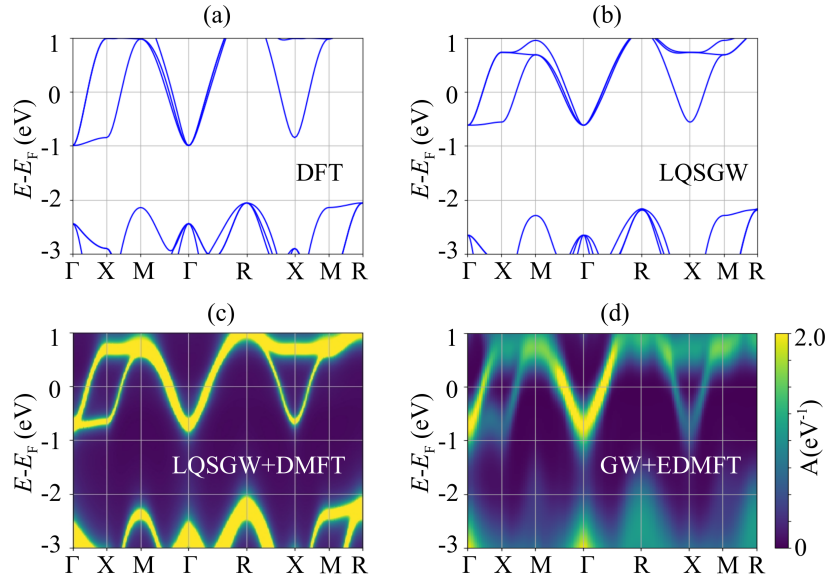 (a)
(b)
E-E_F (eV)
1
0
-1
-2
-3
DFT
Γ X M Γ R X M R
E-E_F (eV)
1
0
-1
-2
-3
LQSGW
Γ X M Γ R X M R
(c)
(d)
E-E_F (eV)
1
0
-1
-2
-3
LQSGW+DMFT
Γ X M Γ R X M R
E-E_F (eV)
1
0
-1
-2
-3
GW+EDMFT
Γ X M Γ R X M R
2.0
A(eV⁻¹)
0